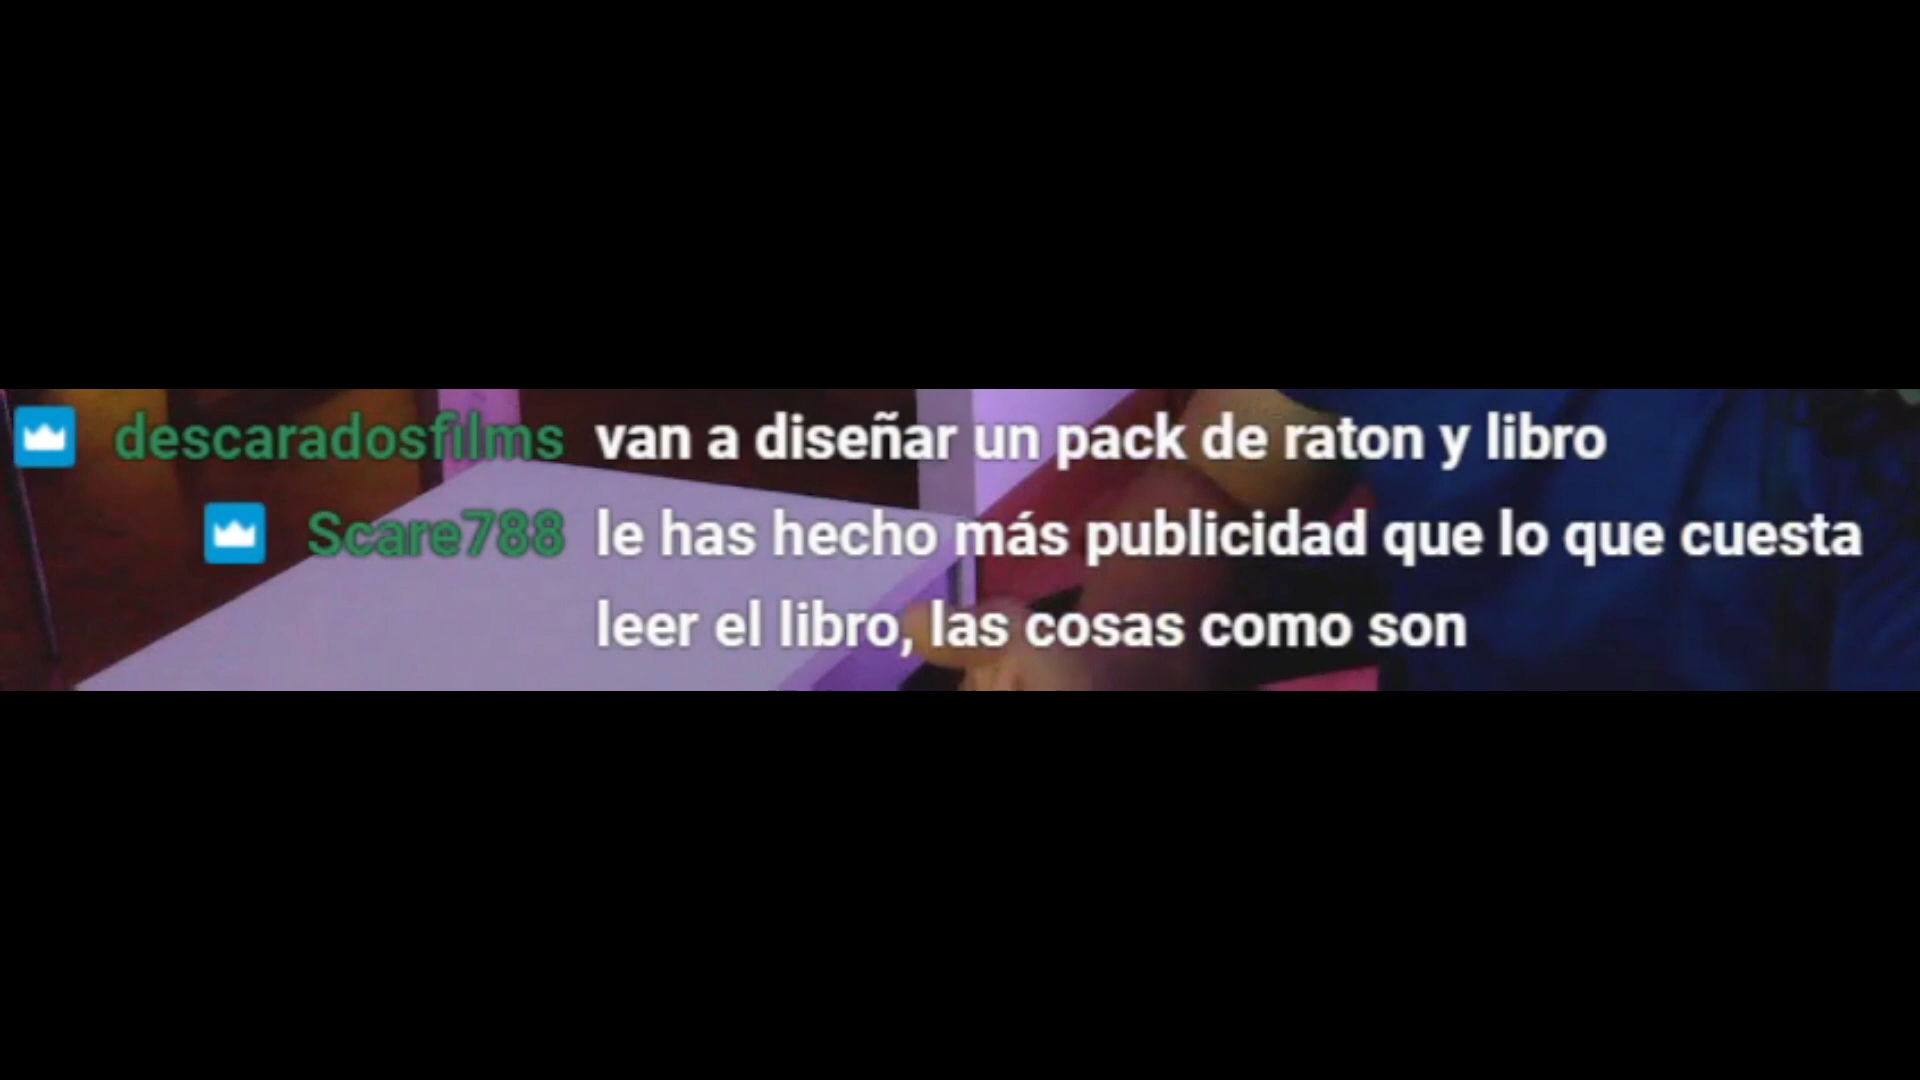 descaradosfilms van a diseñar un pack de raton y libro
Scare788 le has hecho más publicidad que lo que cuesta
leer el libro, las cosas como son